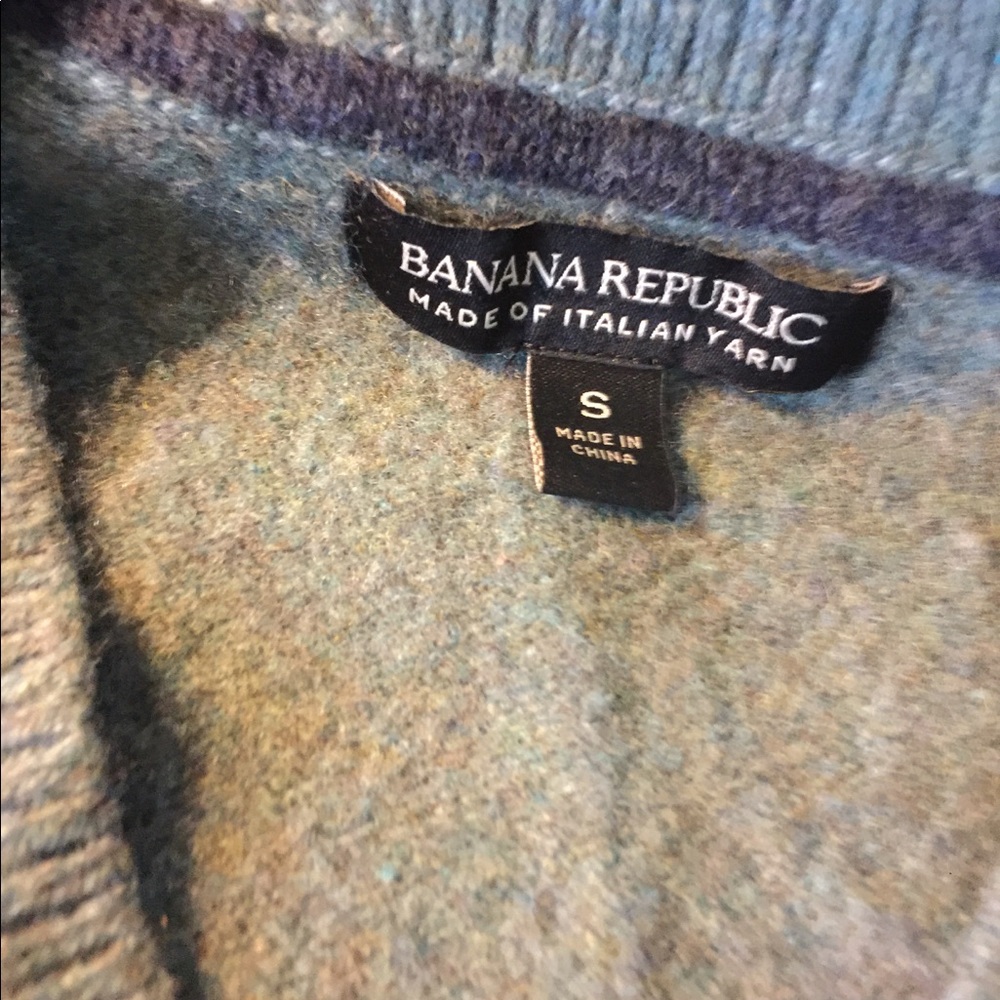 BANANA REPUBLIC
MADE OF ITALIAN YARN
S
MADE IN
CHINA